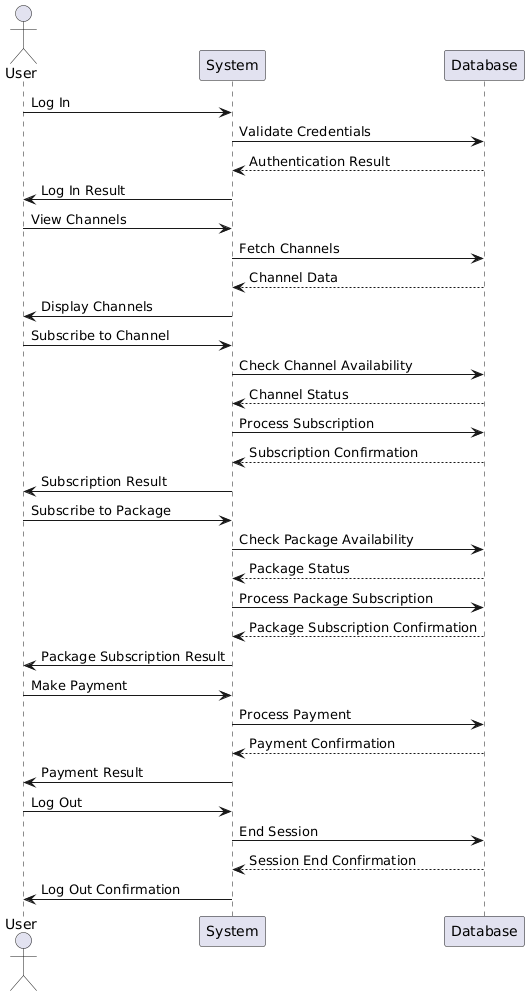 User
System
Database
Log In
Validate Credentials
Authentication Result
Log In Result
View Channels
Fetch Channels
Channel Data
Display Channels
Subscribe to Channel
Check Channel Availability
Channel Status
Process Subscription
Subscription Confirmation
Subscription Result
Subscribe to Package
Check Package Availability
Package Status
Process Package Subscription
Package Subscription Confirmation
Package Subscription Result
Make Payment
Process Payment
Payment Confirmation
Payment Result
Log Out
End Session
Session End Confirmation
Log Out Confirmation
User
System
Database